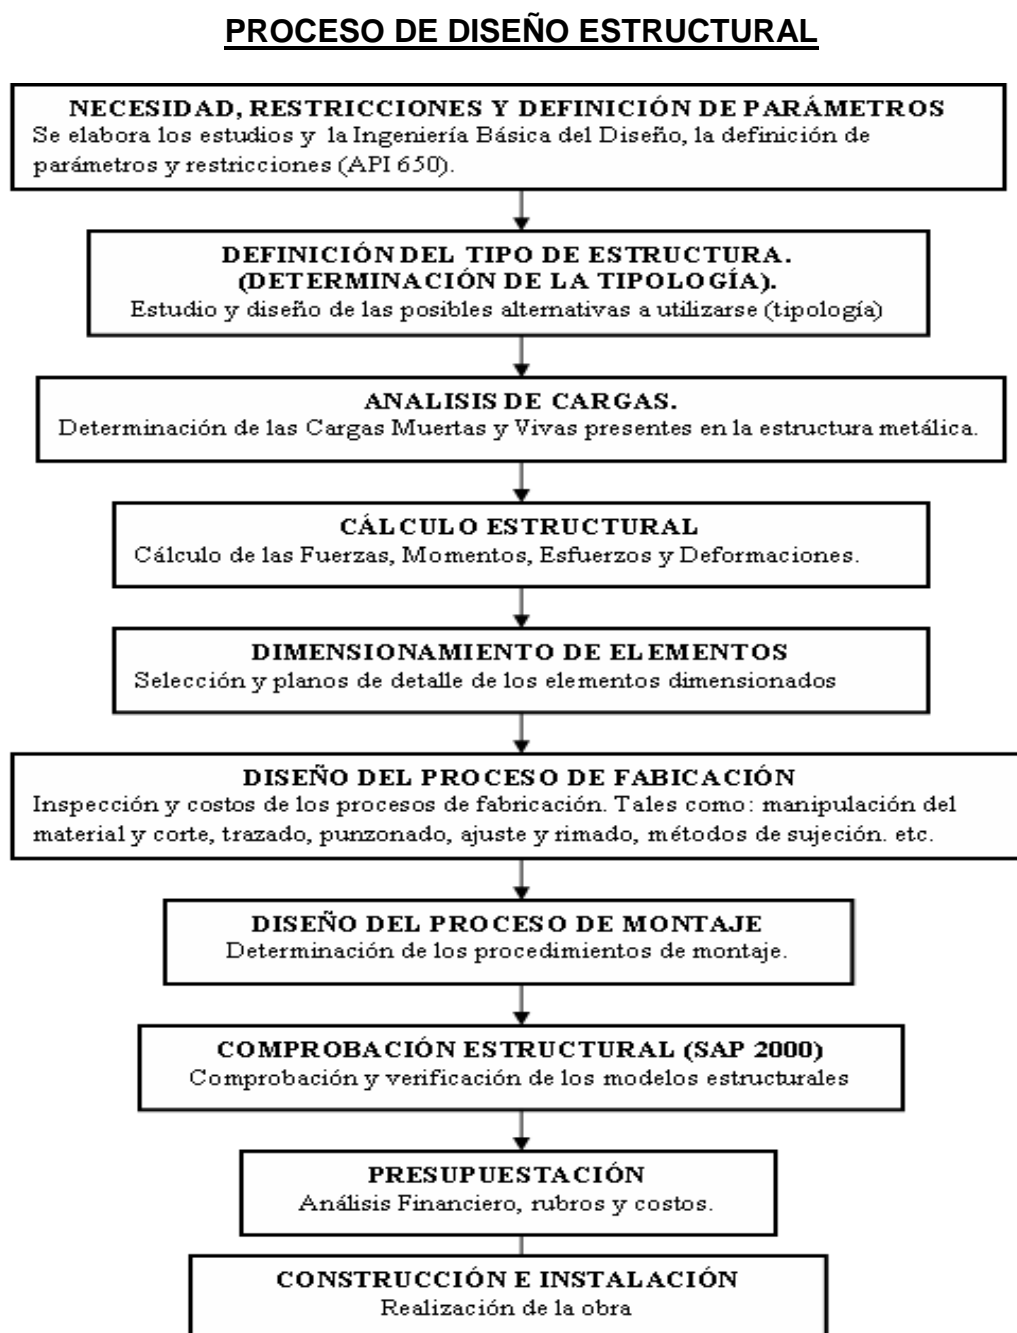 PROCESO DE DISEÑO ESTRUCTURAL
NECESIDAD, RESTRICCIONES Y DEFINICIÓN DE PARÁMETROS
Se elabora los estudios y la Ingeniería Básica del Diseño, la definición de
parámetros y restricciones (API 650).
DEFINICIÓN DEL TIPO DE ESTRUCTURA.
(DETERMINACIÓN DE LA TIPOLOGÍA).
Estudio y diseño de las posibles alternativas a utilizarse (tipología)
ANALISIS DE CARGAS.
Determinación de las Cargas Muertas y Vivas presentes en la estructura metálica.
CÁLCULO ESTRUCTURAL
Cálculo de las Fuerzas, Momentos, Esfuerzos y Deformaciones.
DIMENSIONAMIENTO DE ELEMENTOS
Selección y planos de detalle de los elementos dimensionados
DISEÑO DEL PROCESO DE FABICACIÓN
Inspección y costos de los procesos de fabricación. Tales como: manipulación del
material y corte, trazado, punzonado, ajuste y rimado, métodos de sujeción. etc.
DISEÑO DEL PROCESO DE MONTAJE
Determinación de los procedimientos de montaje.
COMPROBACIÓN ESTRUCTURAL (SAP 2000)
Comprobación y verificación de los modelos estructurales
PRESUPUESTACIÓN
Análisis Financiero, rubros y costos.
CONSTRUCCIÓN E INSTALACIÓN
Realización de la obra